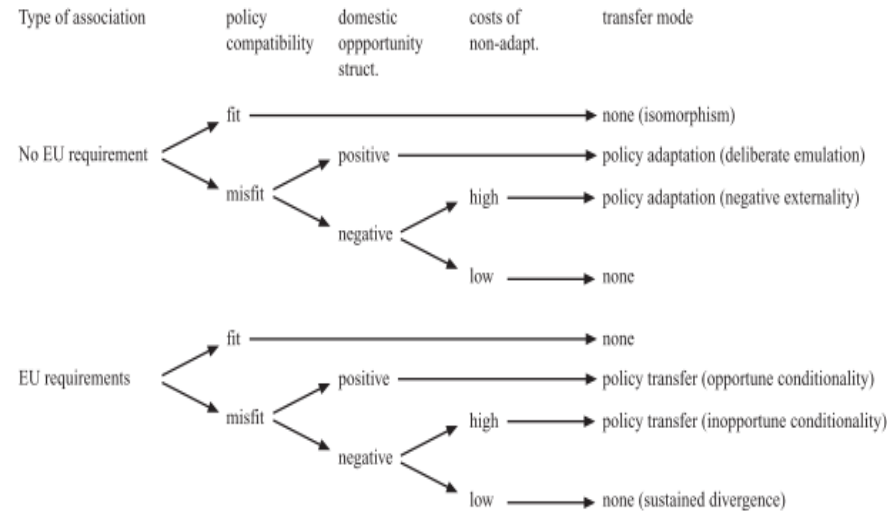 Type of association policy compatibility domestic oppportunity struct. costs of non-adapt. transfer mode
fit none (isomorphism)
No EU requirement positive policy adaptation (deliberate emulation)
misfit high policy adaptation (negative externality)
negative
low none
fit none
EU requirements positive policy transfer (opportune conditionality)
misfit high policy transfer (inopportune conditionality)
negative
low none (sustained divergence)